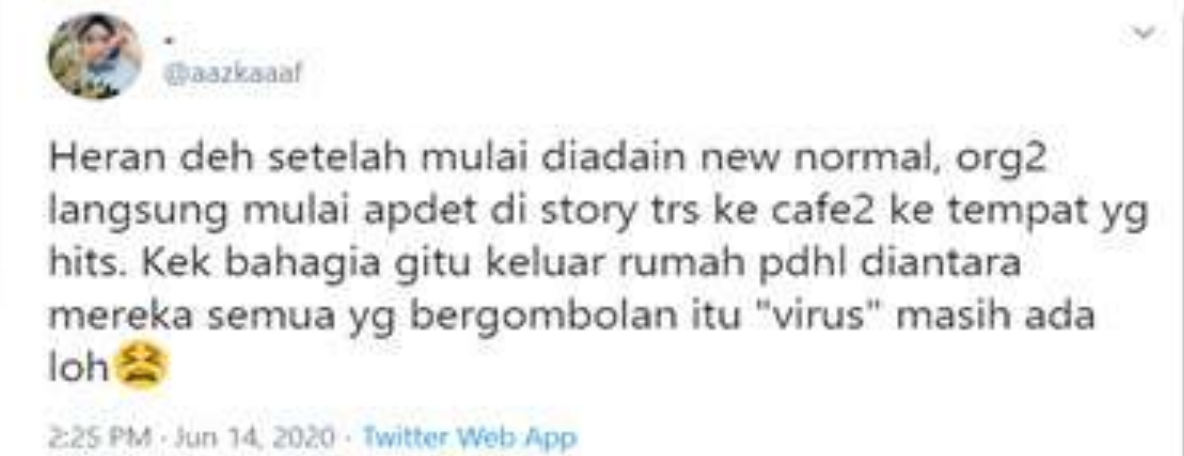 .
@aazkaaaf
Heran deh setelah mulai diadain new normal, org2
langsung mulai apdet di story trs ke cafe2 ke tempat yg
hits. Kek bahagia gitu keluar rumah pdhl diantara
mereka semua yg bergombolan itu "virus" masih ada
loh😫
2:25 PM · Jun 14, 2020 · Twitter Web App